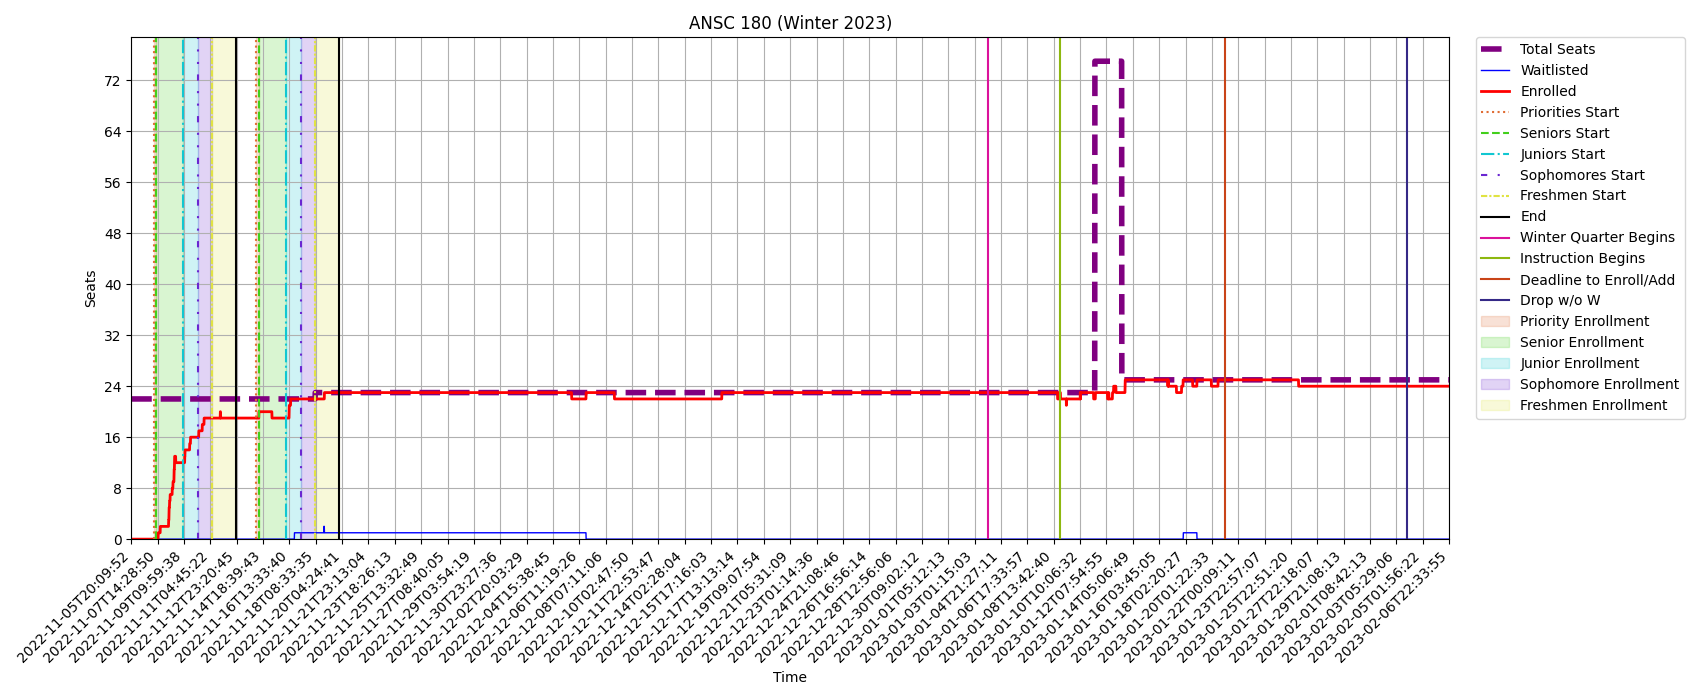 ANSC 180 (Winter 2023)
72
64
56
48
40
32
24
16
8
0
Seats
2022-11-05T20:09:52
2022-11-07T14:28:50
2022-11-09T09:59:38
2022-11-11T04:45:22
2022-11-12T23:20:45
2022-11-14T18:39:43
2022-11-16T13:33:40
2022-11-18T08:33:35
2022-11-20T04:24:41
2022-11-21T23:13:04
2022-11-23T18:26:13
2022-11-25T13:32:49
2022-11-27T08:40:05
2022-11-29T03:54:19
2022-11-30T23:27:36
2022-12-02T20:03:29
2022-12-04T15:38:45
2022-12-06T11:19:26
2022-12-08T07:11:06
2022-12-10T02:47:50
2022-12-11T22:53:47
2022-12-14T02:28:04
2022-12-15T17:16:03
2022-12-17T13:13:14
2022-12-19T09:07:54
2022-12-21T05:31:09
2022-12-23T01:14:36
2022-12-24T21:08:46
2022-12-26T16:56:14
2022-12-28T12:56:06
2022-12-30T09:02:12
2023-01-01T05:12:13
2023-01-03T01:15:03
2023-01-04T21:27:11
2023-01-06T17:33:57
2023-01-08T13:42:40
2023-01-10T10:06:32
2023-01-12T07:54:55
2023-01-14T05:06:49
2023-01-16T03:45:05
2023-01-18T02:20:27
2023-01-20T01:22:33
2023-01-22T00:09:11
2023-01-23T22:57:07
2023-01-25T22:51:20
2023-01-27T22:18:07
2023-01-29T21:08:13
2023-02-01T08:42:13
2023-02-03T05:29:06
2023-02-05T01:56:22
2023-02-06T22:33:55
Time
Total Seats
Waitlisted
Enrolled
Priorities Start
Seniors Start
Juniors Start
Sophomores Start
Freshmen Start
End
Winter Quarter Begins
Instruction Begins
Deadline to Enroll/Add
Drop w/o W
Priority Enrollment
Senior Enrollment
Junior Enrollment
Sophomore Enrollment
Freshmen Enrollment